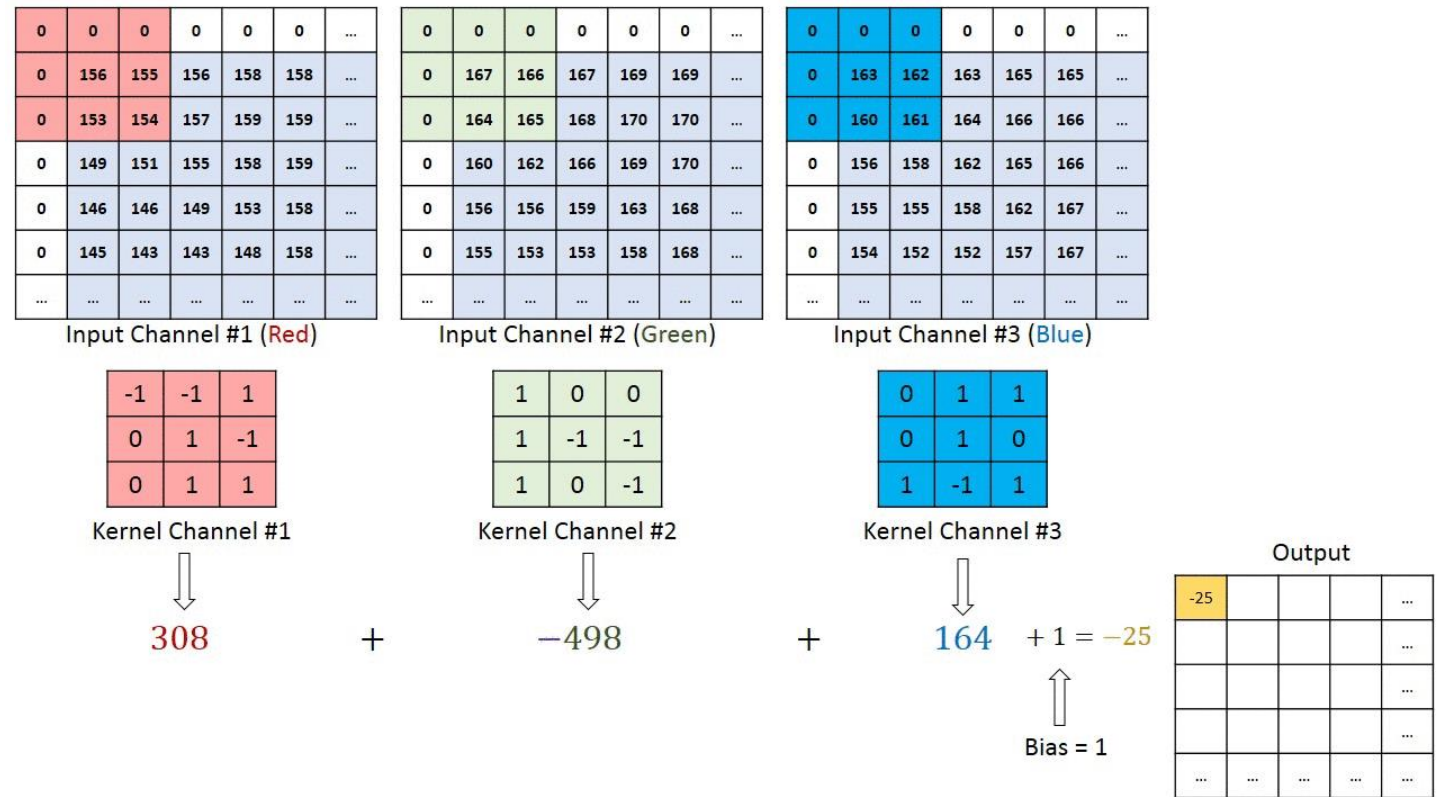 0 0 0 0 0 0 ... 0 0 0 0 0 0 ... 0 0 0 0 0 0 ...
0 156 155 156 158 158 ... 0 167 166 167 169 169 ... 0 163 162 163 165 165 ...
0 153 154 157 159 159 ... 0 164 165 168 170 170 ... 0 160 161 164 166 166 ...
0 149 151 155 158 159 ... 0 160 162 166 169 170 ... 0 156 158 162 165 166 ...
0 146 146 149 153 158 ... 0 156 156 159 163 168 ... 0 155 155 158 162 167 ...
0 145 143 143 148 158 ... 0 155 153 153 158 168 ... 0 154 152 152 157 167 ...
... ... ... ... ... ... ... ... ... ... ... ... ... ... ... ... ... ... ... ... ...
Input Channel #1 (Red) Input Channel #2 (Green) Input Channel #3 (Blue)
-1 -1 1 1 0 0 0 1 1
0 1 -1 1 -1 -1 0 1 0
0 1 1 1 0 -1 1 -1 1
Kernel Channel #1 Kernel Channel #2 Kernel Channel #3
308 + −498 + 164 + 1 = −25
Bias = 1
Output
-25 ...
...
...
...
... ... ... ... ...